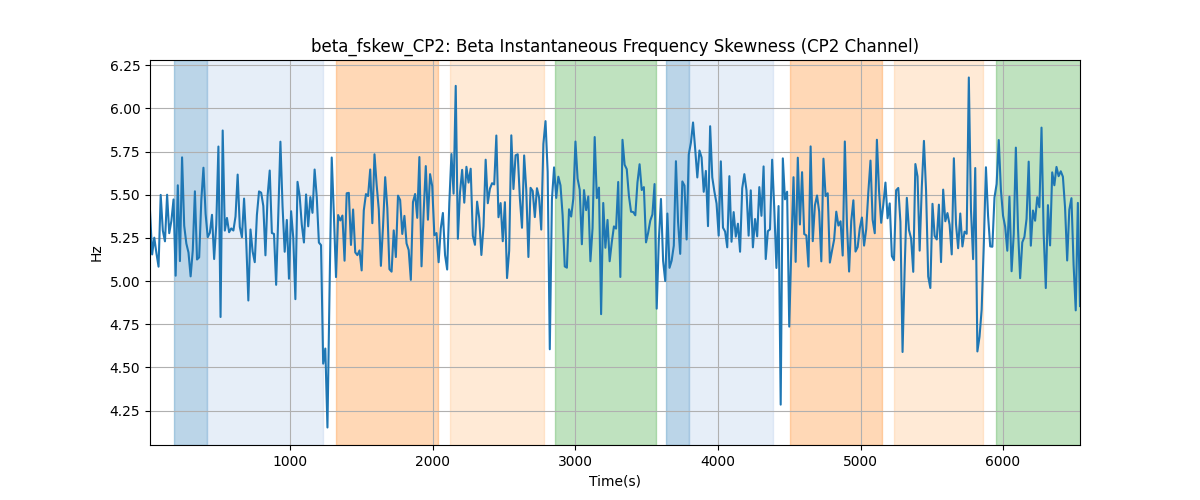 beta_fskew_CP2: Beta Instantaneous Frequency Skewness (CP2 Channel)
6.25
6.00
5.75
5.50
5.25
5.00
4.75
4.50
4.25
Hz
1000 2000 3000 4000 5000 6000
Time(s)